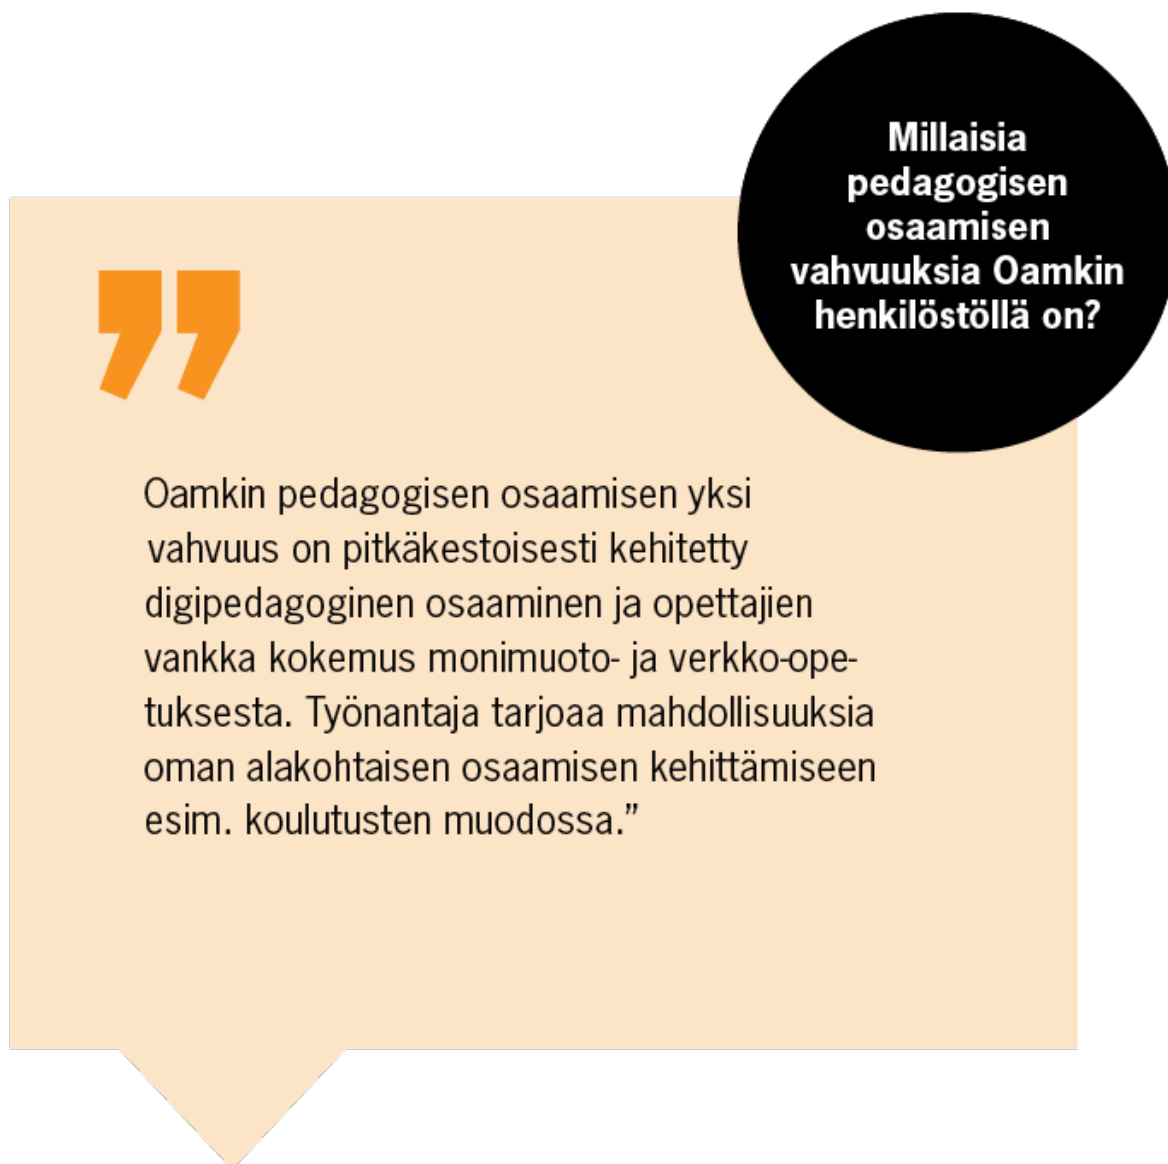 Millaisia
pedagogisen
osaamisen
vahvuuksia Oamkin
henkilöstöllä on?
”
Oamkin pedagogisen osaamisen yksi
vahvuus on pitkäkestoisesti kehitetty
digipedagoginen osaaminen ja opettajien
vankka kokemus monimuoto- ja verkko-ope-
tuksesta. Työnantaja tarjoaa mahdollisuuksia
oman alakohtaisen osaamisen kehittämiseen
esim. koulutusten muodossa.”